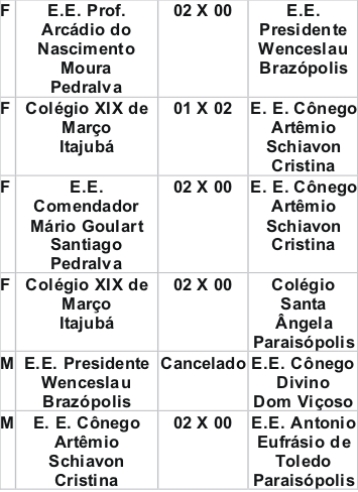 F E.E. Prof. 02 X 00 E.E.
Arcádio do Presidente
Nascimento Wenceslau
Moura Brazópolis
Pedralva
F Colégio XIX de 01 X 02 E. E. Cônego
Março Artêmio
Itajubá Schiavon
Cristina
F E.E. 02 X 00 E. E. Cônego
Comendador Artêmio
Mário Goulart Schiavon
Santiago Cristina
Pedralva
F Colégio XIX de 02 X 00 Colégio
Março Santa
Itajubá Ângela
Paraisópolis
M E.E. Presidente Cancelado E.E. Cônego
Wenceslau Divino
Brazópolis Dom Viçoso
M E. E. Cônego 02 X 00 E.E. Antonio
Artêmio Eufrásio de
Schiavon Toledo
Cristina Paraisópolis